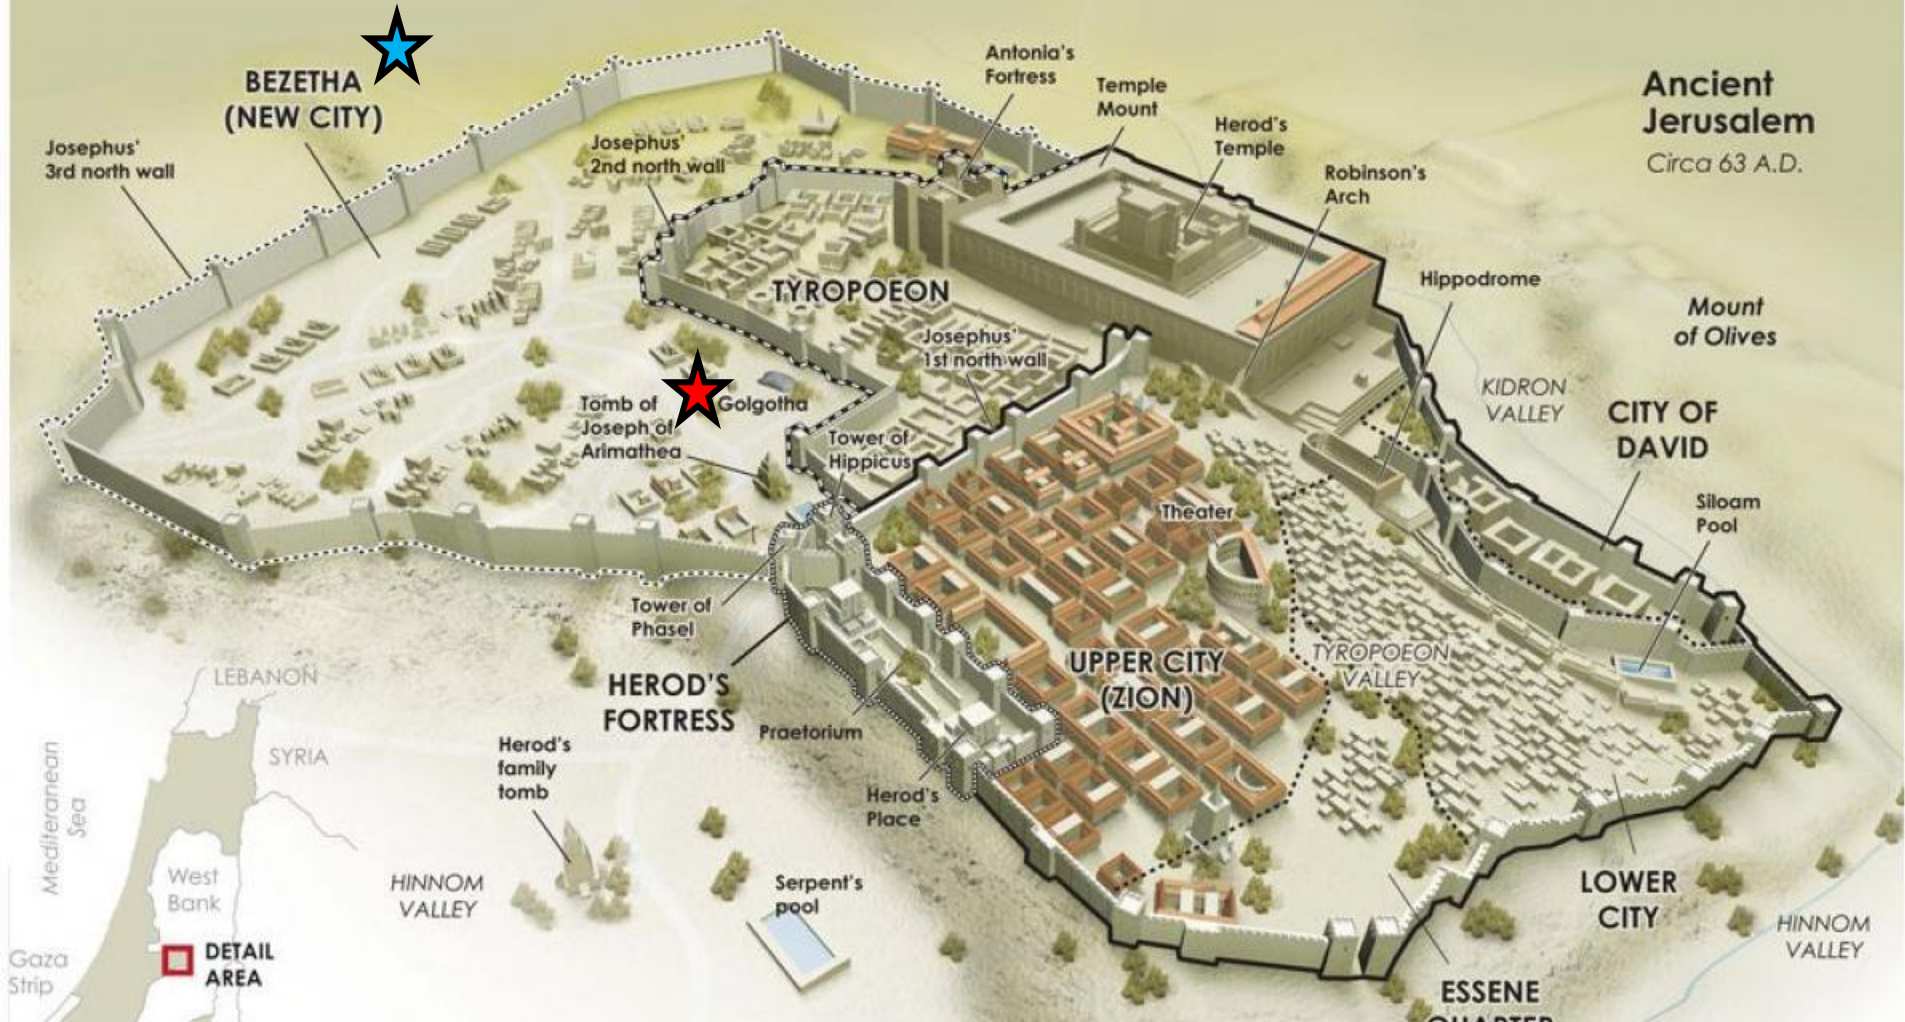 BEZETHA
(NEW CITY)
Josephus'
3rd north wall
Josephus'
2nd north wall
Antonia's
Fortress
Temple
Mount
Herod's
Temple
Robinson's
Arch
Ancient
Jerusalem
Circa 63 A.D.
Hippodrome
Mount
of Olives
TYROPOEON
Josephus'
1st north wall
KIDRON
VALLEY
CITY OF
DAVID
Tomb of
Joseph of
Arimathea
Golgotha
Tower of
Hippicus
Theater
Siloam
Pool
Tower of
Phasel
HEROD'S
FORTRESS
Praetorium
UPPER CITY
(ZION)
TYROPOEON
VALLEY
Herod's
family
tomb
Herod's
Place
HINNOM
VALLEY
Serpent's
pool
LOWER
CITY
HINNOM
VALLEY
ESSENE
QUARTER
LEBANON
SYRIA
Mediteranean
Sea
West
Bank
Gaza
Strip
DETAIL
AREA